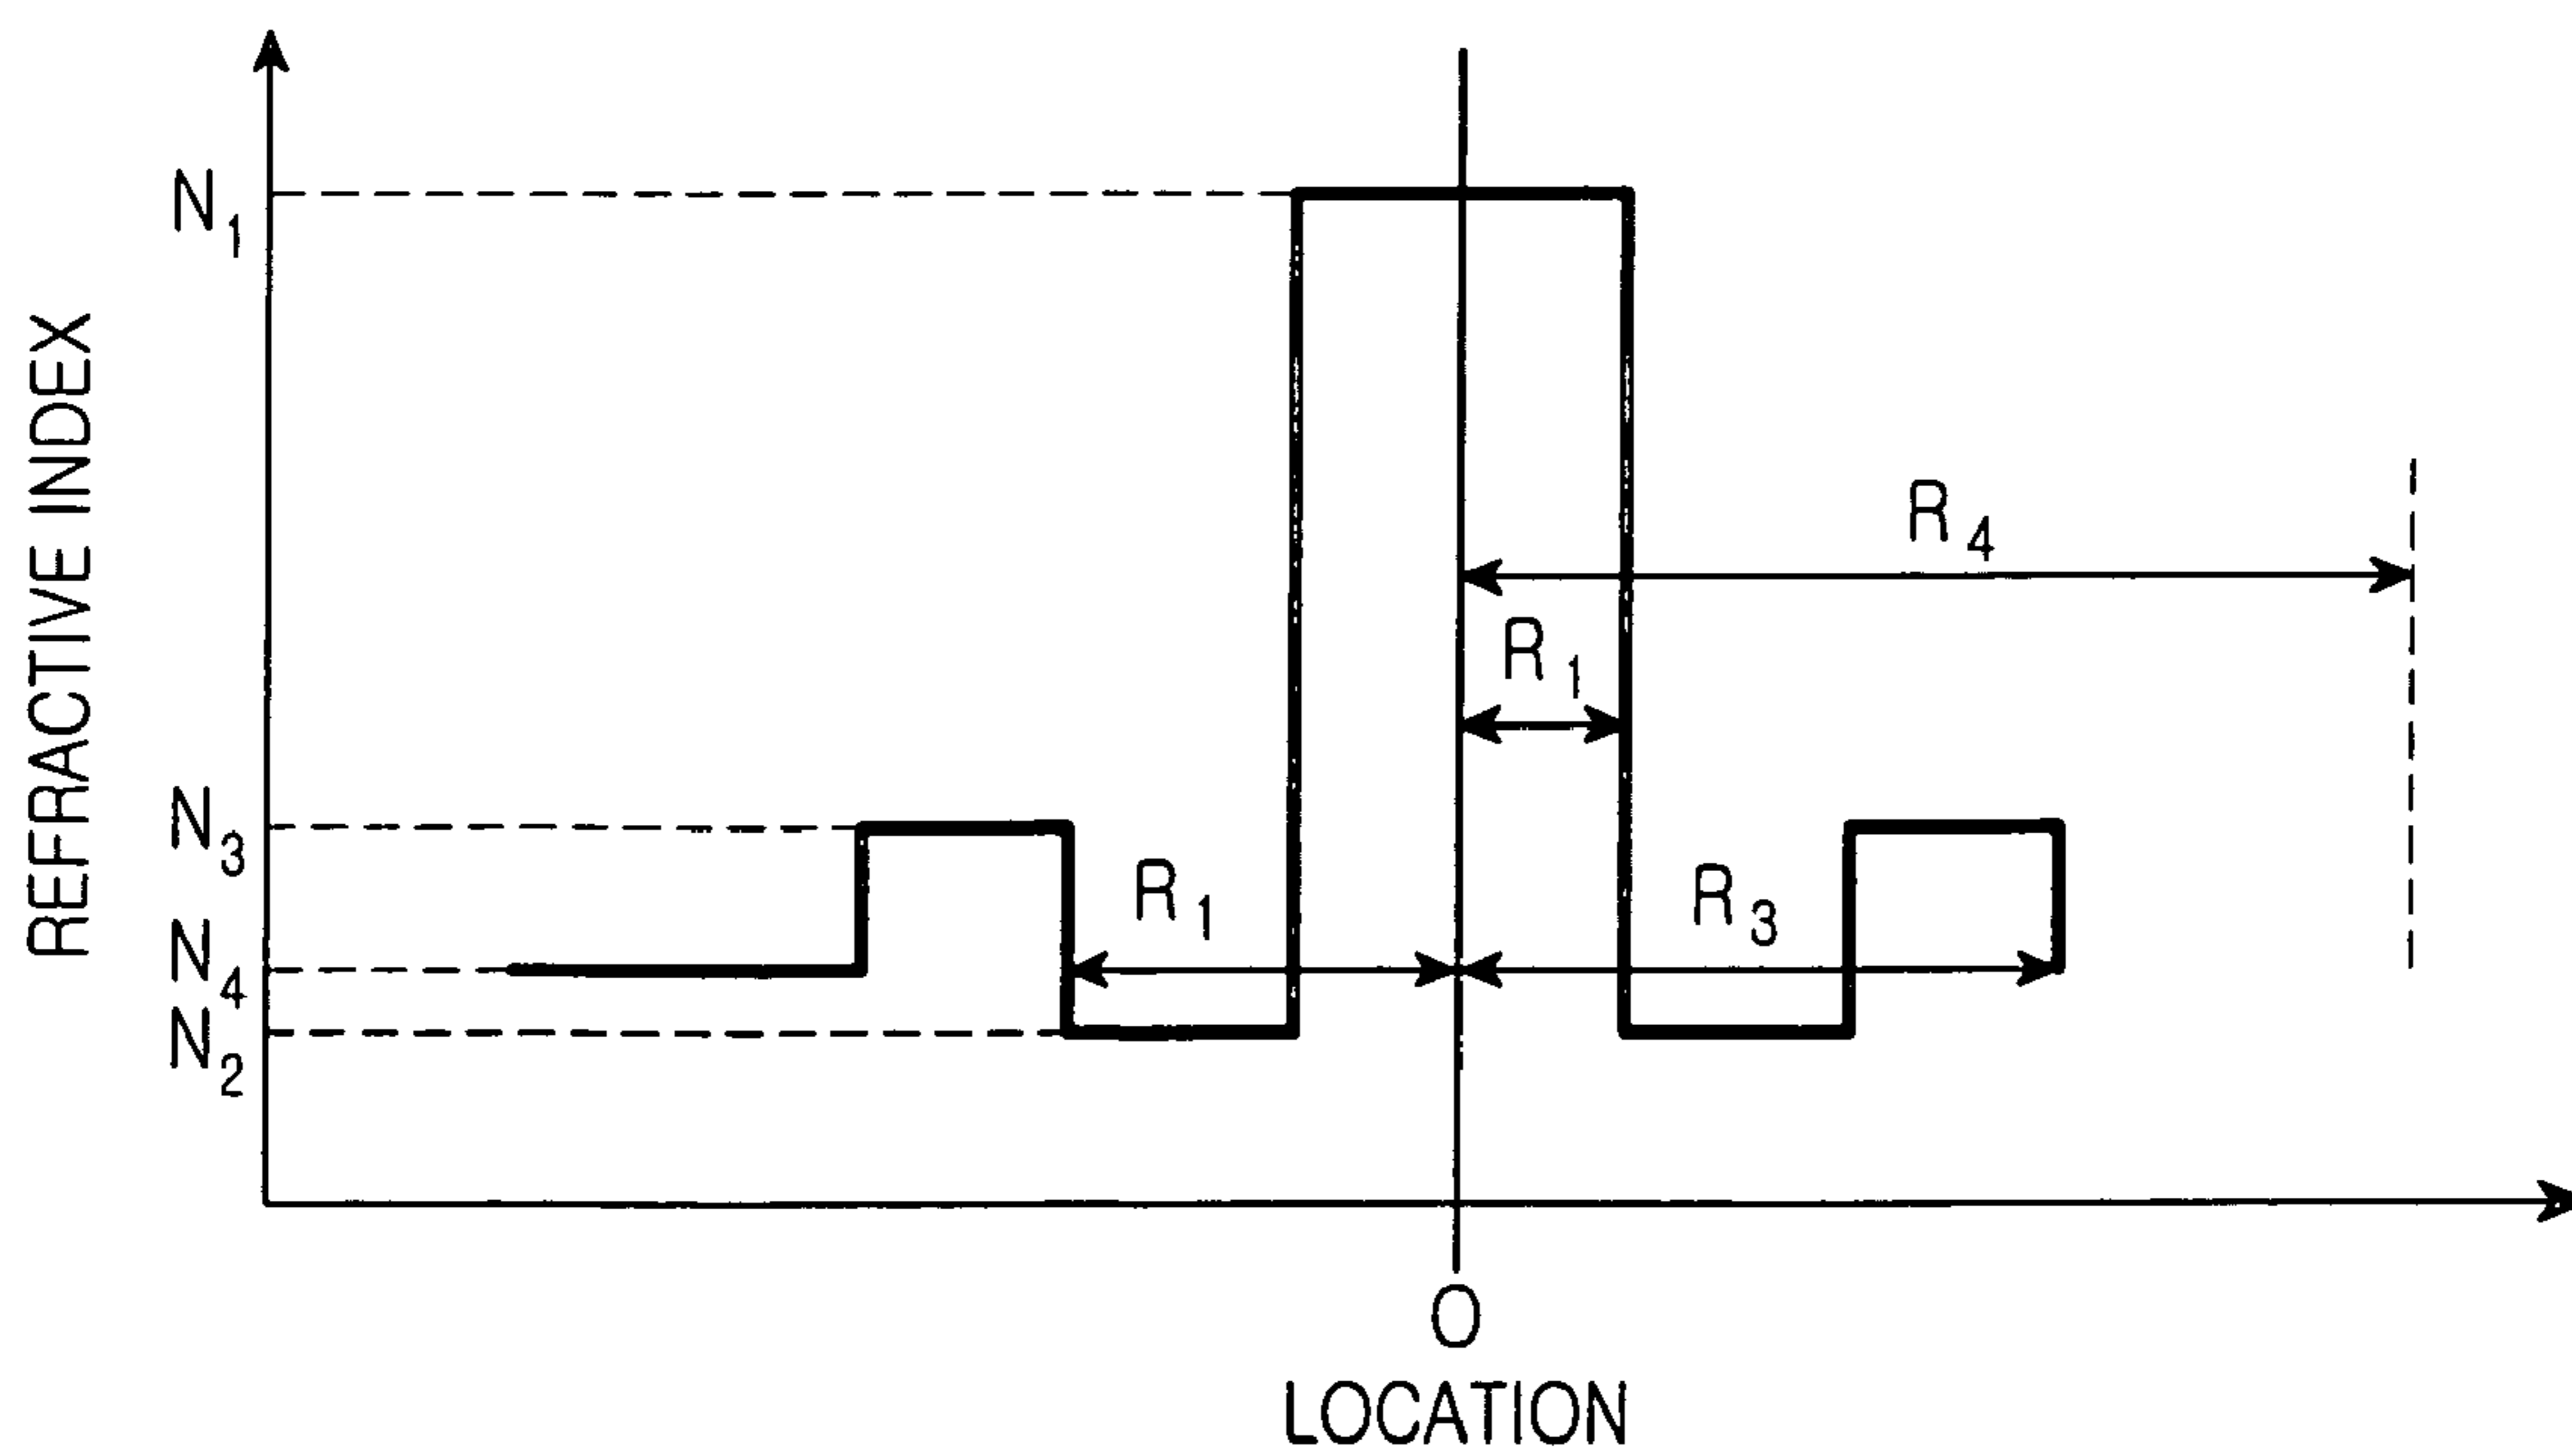 REFRACTIVE INDEX
N1
N3
N4
N2
R4
R1
R1
R3
O
LOCATION